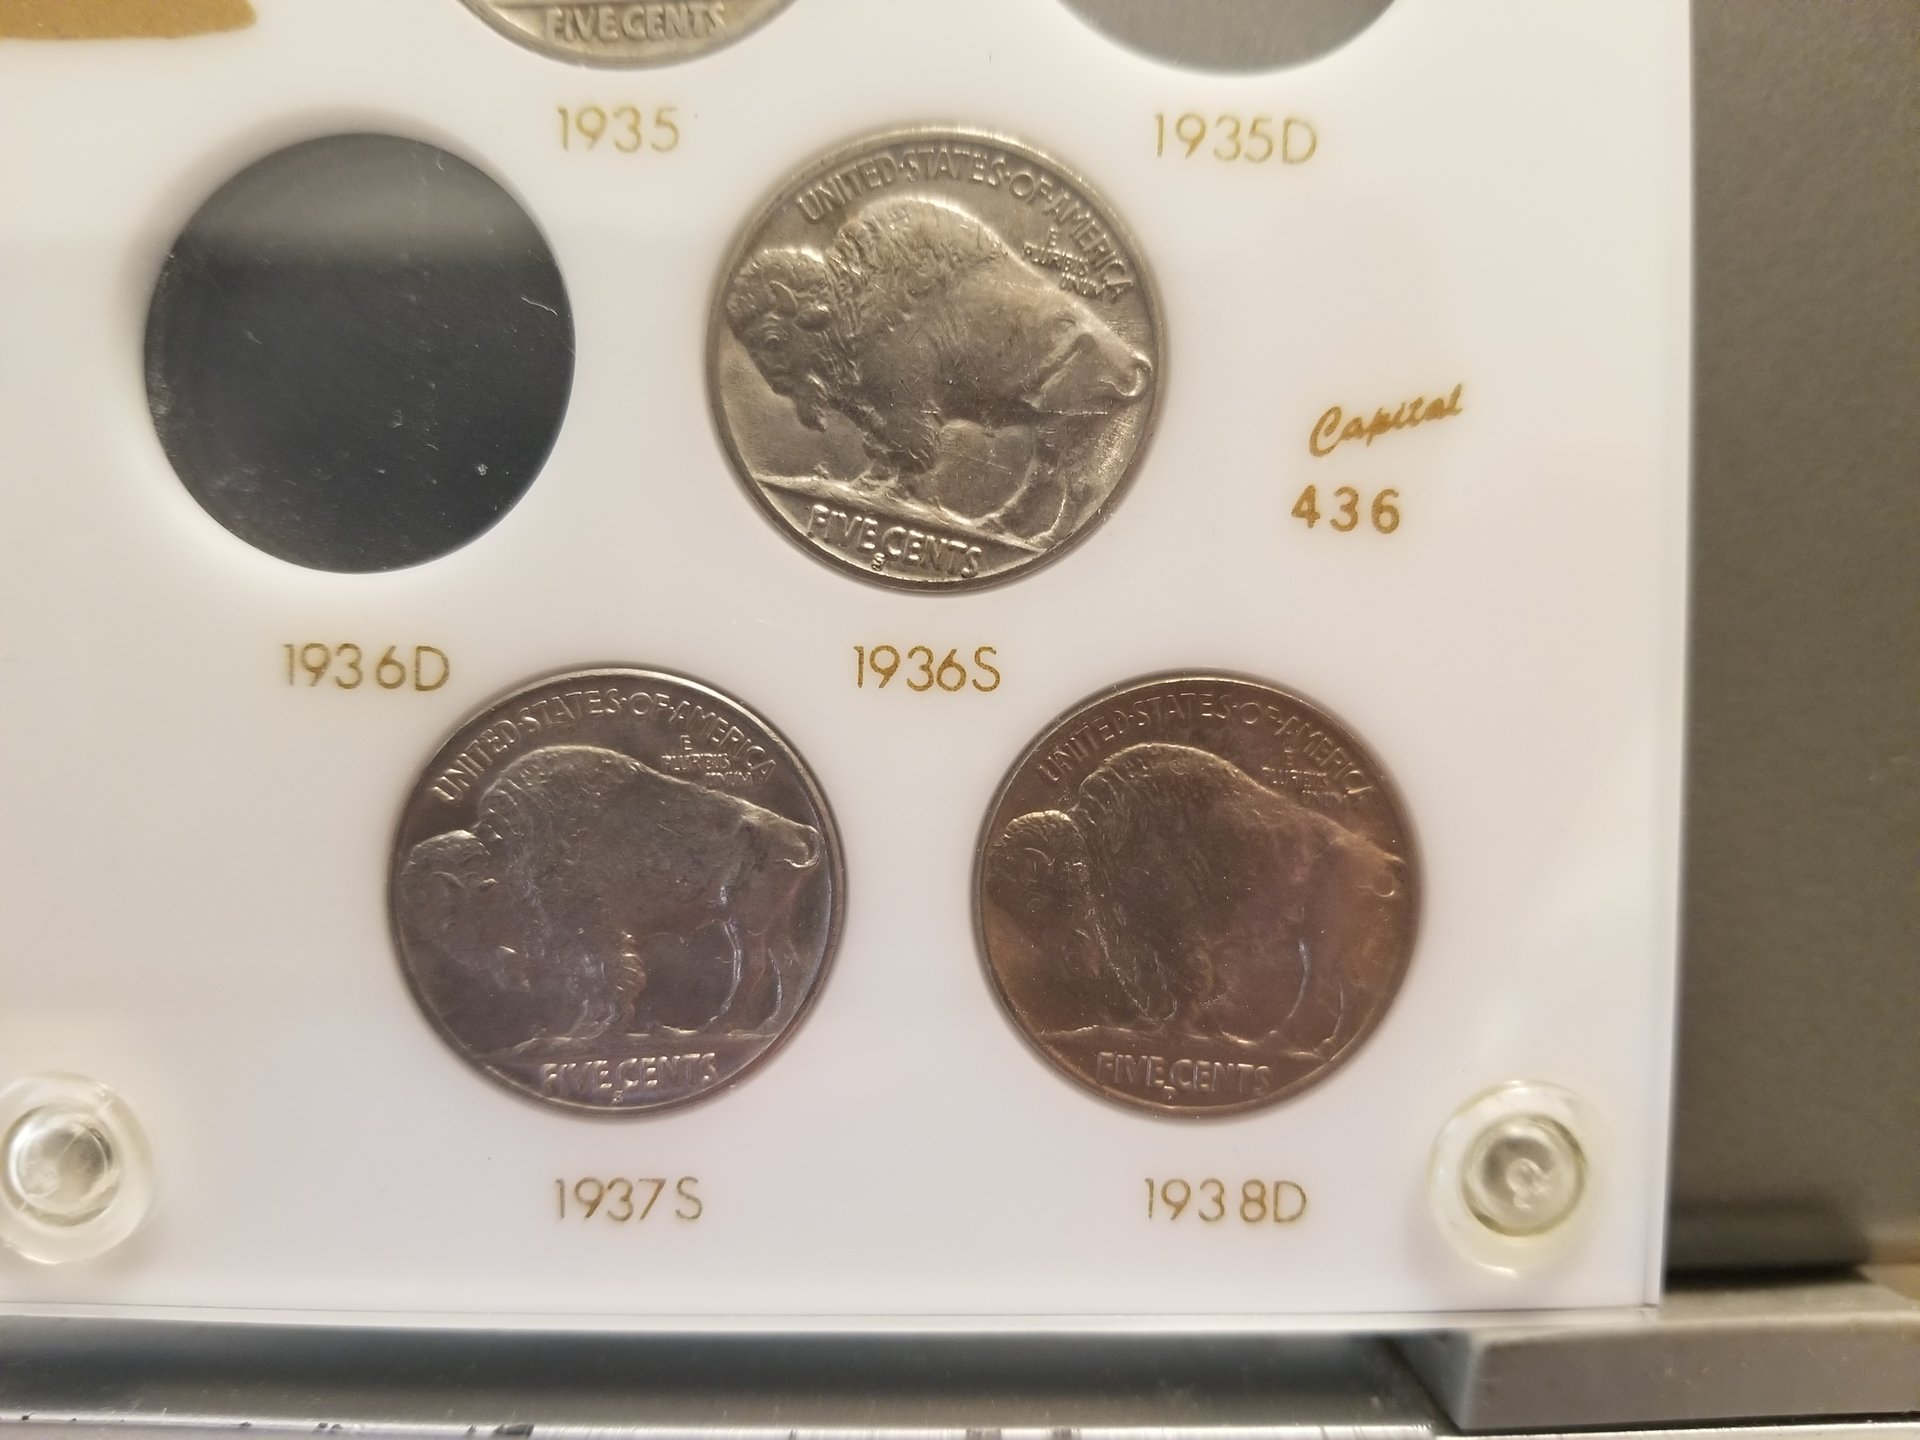 FIVE CENTS
1935
1935D
UNITED·STATES·OF·AMERICA
E
PLURIBUS
UNUM
FIVE CENTS
S
Capital
436
1936D
1936S
UNITED·STATES·OF·AMERICA
E
PLURIBUS
UNUM
FIVE CENTS
S
UNITED·STATES·OF·AMERICA
E
PLURIBUS
UNUM
FIVE CENTS
D
1937S
1938D